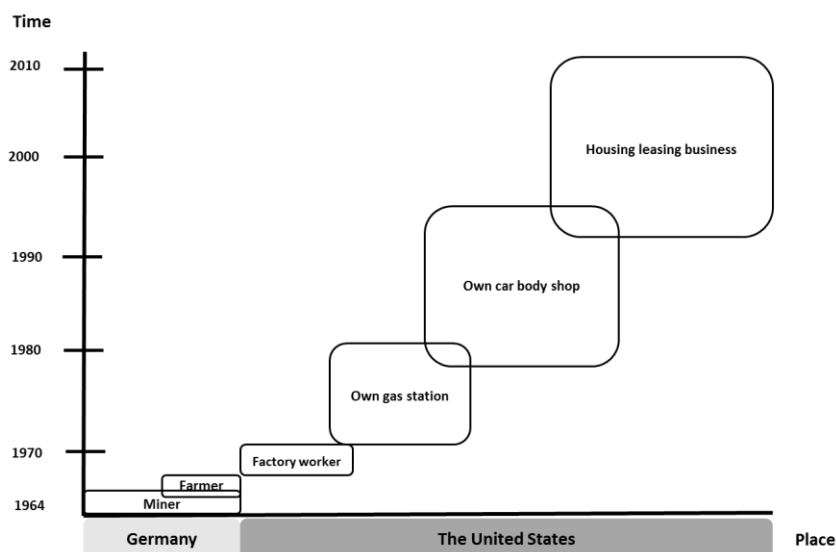 Time
2010
2000
1990
1980
1970
1964
Housing leasing business
Own car body shop
Own gas station
Factory worker
Farmer
Miner
Germany
The United States
Place